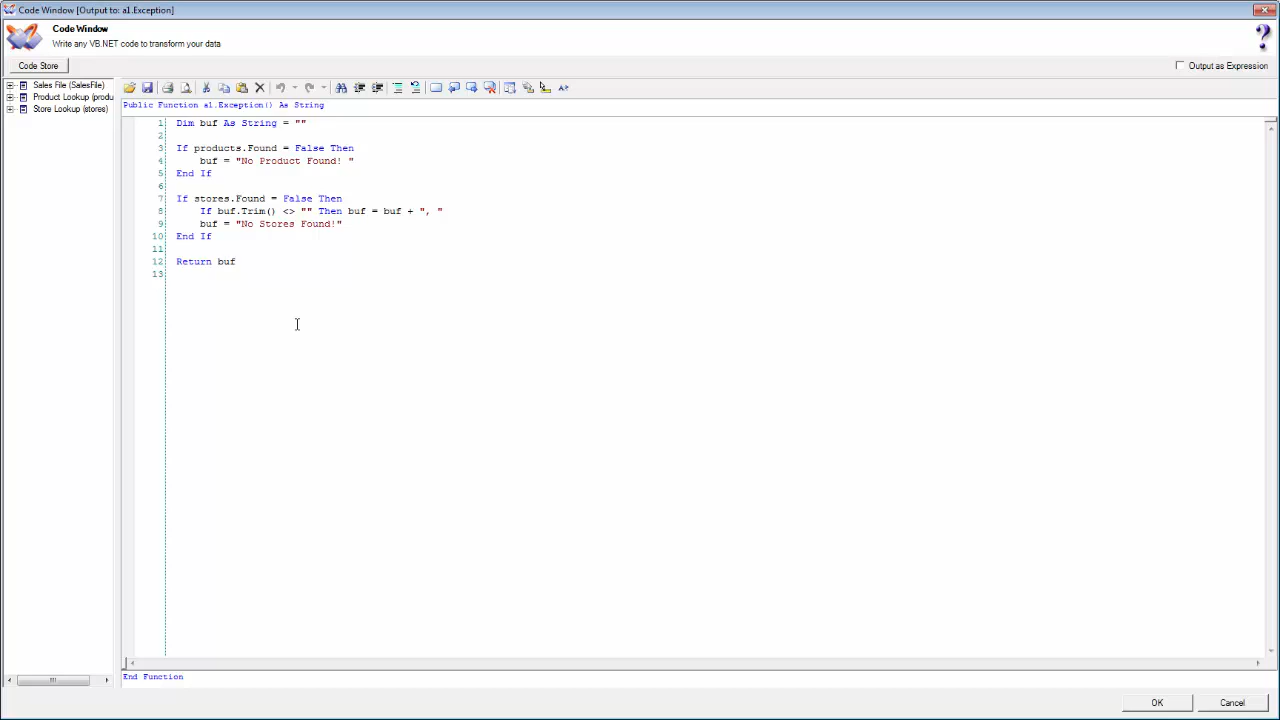 Code Window [Output to: a1.Exception]
Code Window
Write any VB.NET code to transform your data
?
Code Store
Output as Expression
Sales File (SalesFile)
Product Lookup (produ
Store Lookup (stores)
Public Function a1.Exception() As String
1 Dim buf As String = ""
2
3 If products.Found = False Then
4 buf = "No Product Found! "
5 End If
6
7 If stores.Found = False Then
8 If buf.Trim() <> "" Then buf = buf + ", "
9 buf = "No Stores Found!"
10 End If
11
12 Return buf
13
End Function
OK Cancel